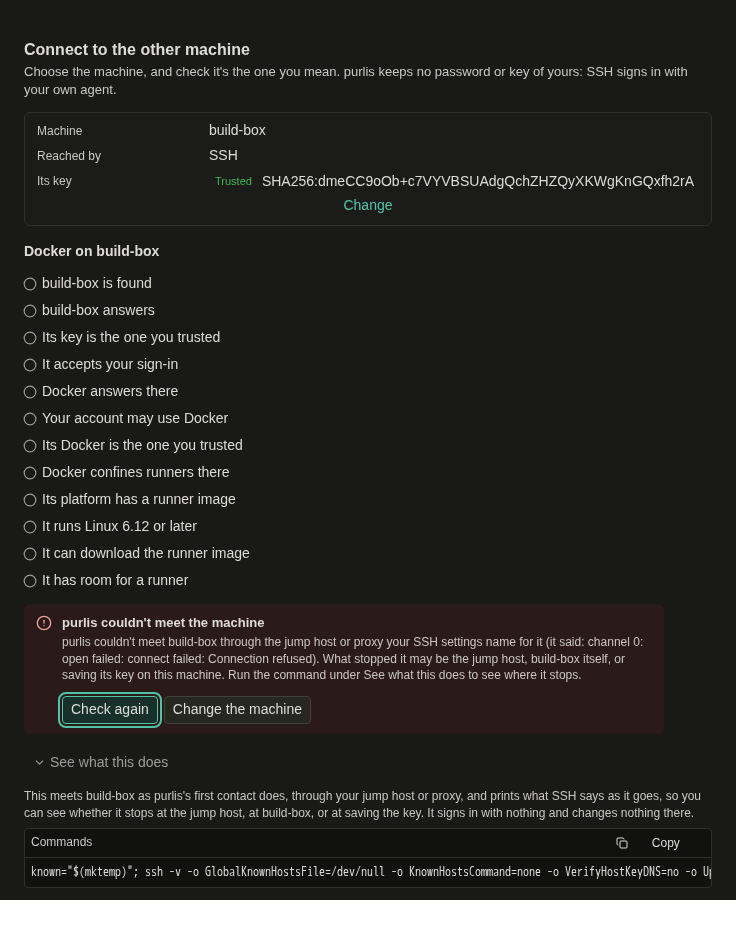 Connect to the other machine
Choose the machine, and check it's the one you mean. purlis keeps no password or key of yours: SSH signs in with
your own agent.
Machine build-box
Reached by SSH
Its key Trusted SHA256:dmeCC9oOb+c7VYVBSUAdgQchZHZQyXKWgKnGQxfh2rA
Change
Docker on build-box
build-box is found
build-box answers
Its key is the one you trusted
It accepts your sign-in
Docker answers there
Your account may use Docker
Its Docker is the one you trusted
Docker confines runners there
Its platform has a runner image
It runs Linux 6.12 or later
It can download the runner image
It has room for a runner
purlis couldn't meet the machine
purlis couldn't meet build-box through the jump host or proxy your SSH settings name for it (it said: channel 0:
open failed: connect failed: Connection refused). What stopped it may be the jump host, build-box itself, or
saving its key on this machine. Run the command under See what this does to see where it stops.
Check again Change the machine
See what this does
This meets build-box as purlis's first contact does, through your jump host or proxy, and prints what SSH says as it goes, so you
can see whether it stops at the jump host, at build-box, or at saving the key. It signs in with nothing and changes nothing there.
Commands Copy
known="$(mktemp)"; ssh -v -o GlobalKnownHostsFile=/dev/null -o KnownHostsCommand=none -o VerifyHostKeyDNS=no -o Up